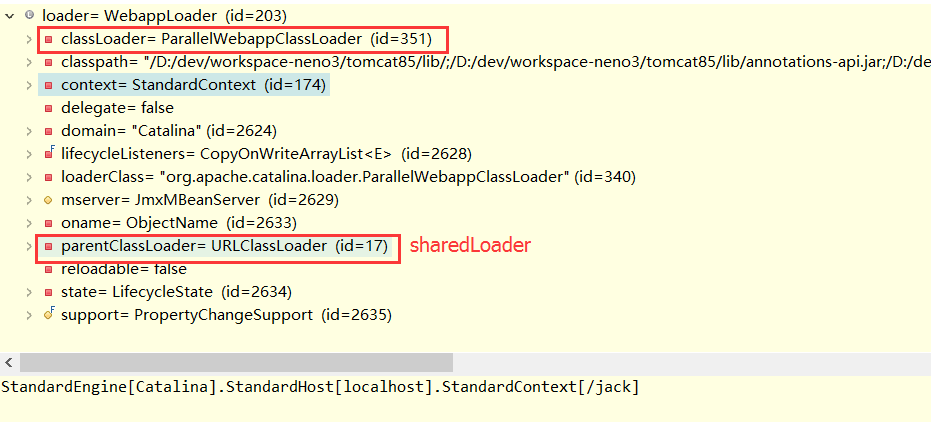 loader= WebappLoader (id=203)
classLoader= ParallelWebappClassLoader (id=351)
classpath= "/D:/dev/workspace-neno3/tomcat85/lib/;/D:/dev/workspace-neno3/tomcat85/lib/annotations-api.jar;/D:/de
context= StandardContext (id=174)
delegate= false
domain= "Catalina" (id=2624)
lifecycleListeners= CopyOnWriteArrayList<E> (id=2628)
loaderClass= "org.apache.catalina.loader.ParallelWebappClassLoader" (id=340)
mserver= JmxMBeanServer (id=2629)
oname= ObjectName (id=2633)
parentClassLoader= URLClassLoader (id=17) sharedLoader
reloadable= false
state= LifecycleState (id=2634)
support= PropertyChangeSupport (id=2635)
StandardEngine[Catalina].StandardHost[localhost].StandardContext[/jack]